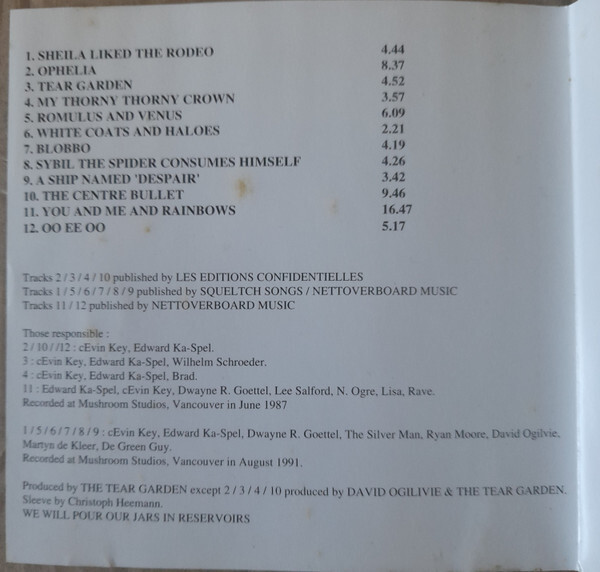 1. SHEILA LIKED THE RODEO 4.44
2. OPHELIA 8.37
3. TEAR GARDEN 4.52
4. MY THORNY THORNY CROWN 3.57
5. ROMULUS AND VENUS 6.09
6. WHITE COATS AND HALOES 2.21
7. BLOBBO 4.19
8. SYBIL THE SPIDER CONSUMES HIMSELF 4.26
9. A SHIP NAMED 'DESPAIR' 3.42
10. THE CENTRE BULLET 9.46
11. YOU AND ME AND RAINBOWS 16.47
12. OO EE OO 5.17
Tracks 2 / 3 / 4 / 10 published by LES EDITIONS CONFIDENTIELLES
Tracks 1 / 5 / 6 / 7 / 8 / 9 published by SQUELTCH SONGS / NETTOVERBOARD MUSIC
Tracks 11 / 12 published by NETTOVERBOARD MUSIC
Those responsible :
2 / 10 / /12 : cEvin Key, Edward Ka-Spel.
3 : cEvin Key, Edward Ka-Spel, Wilhelm Schroeder.
4 : cEvin Key, Edward Ka-Spel, Brad.
11 : Edward Ka-Spel, cEvin Key, Dwayne R. Goettel, Lee Salford, N. Ogre, Lisa, Rave.
Recorded at Mushroom Studios, Vancouver in June 1987
1 / 5 / 6 / 7 / 8 / 9 : cEvin Key, Edward Ka-Spel, Dwayne R. Goettel, The Silver Man, Ryan Moore, David Ogilvie,
Martyn de Kleer, De Green Guy.
Recorded at Mushroom Studios, Vancouver in August 1991.
Produced by THE TEAR GARDEN except 2 / 3 / 4 / 10 produced by DAVID OGILIVIE & THE TEAR GARDEN.
Sleeve by Christoph Heemann.
WE WILL POUR OUR JARS IN RESERVOIRS